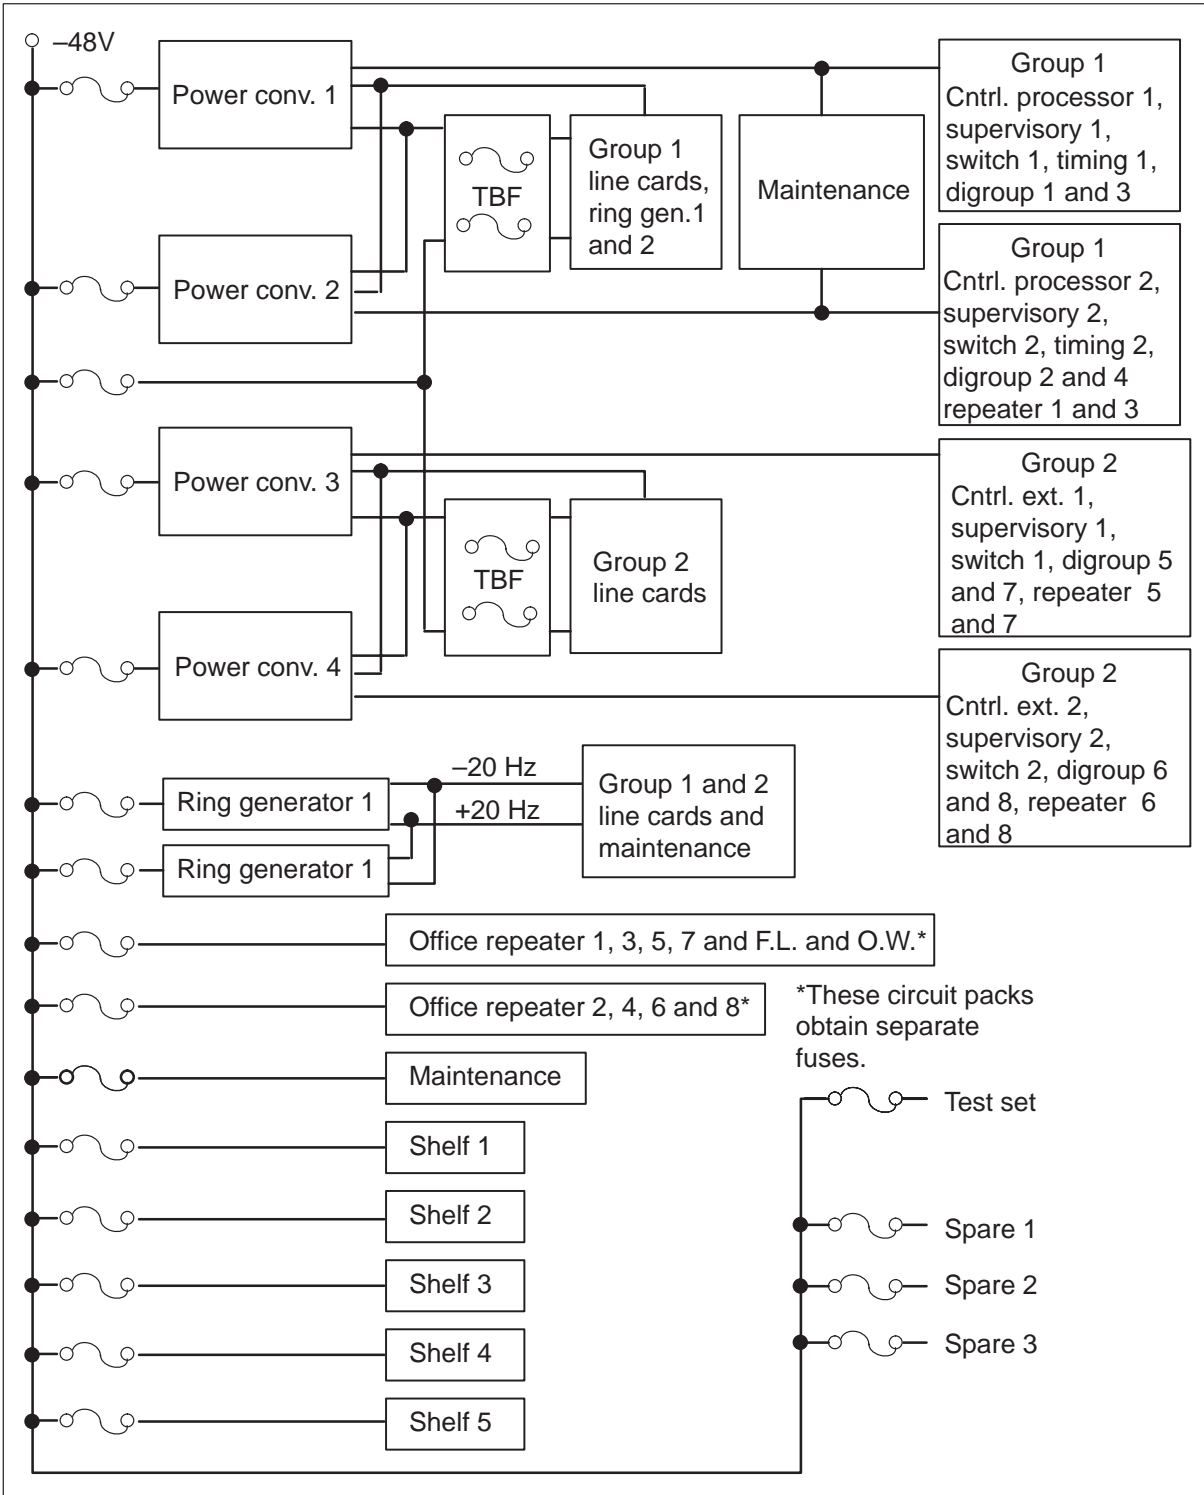 –48V
Power conv. 1
Group 1
Cntrl. processor 1,
supervisory 1,
switch 1, timing 1,
digroup 1 and 3
TBF
Group 1
line cards,
ring gen.1
and 2
Maintenance
Power conv. 2
Group 1
Cntrl. processor 2,
supervisory 2,
switch 2, timing 2,
digroup 2 and 4
repeater 1 and 3
Power conv. 3
Group 2
Cntrl. ext. 1,
supervisory 1,
switch 1, digroup 5
and 7, repeater 5
and 7
TBF
Group 2
line cards
Power conv. 4
Group 2
Cntrl. ext. 2,
supervisory 2,
switch 2, digroup 6
and 8, repeater 6
and 8
Ring generator 1
–20 Hz
+20 Hz
Group 1 and 2
line cards and
maintenance
Ring generator 1
Office repeater 1, 3, 5, 7 and F.L. and O.W.*
Office repeater 2, 4, 6 and 8*
*These circuit packs
obtain separate
fuses.
Maintenance
Test set
Shelf 1
Shelf 2
Spare 1
Shelf 3
Spare 2
Shelf 4
Spare 3
Shelf 5